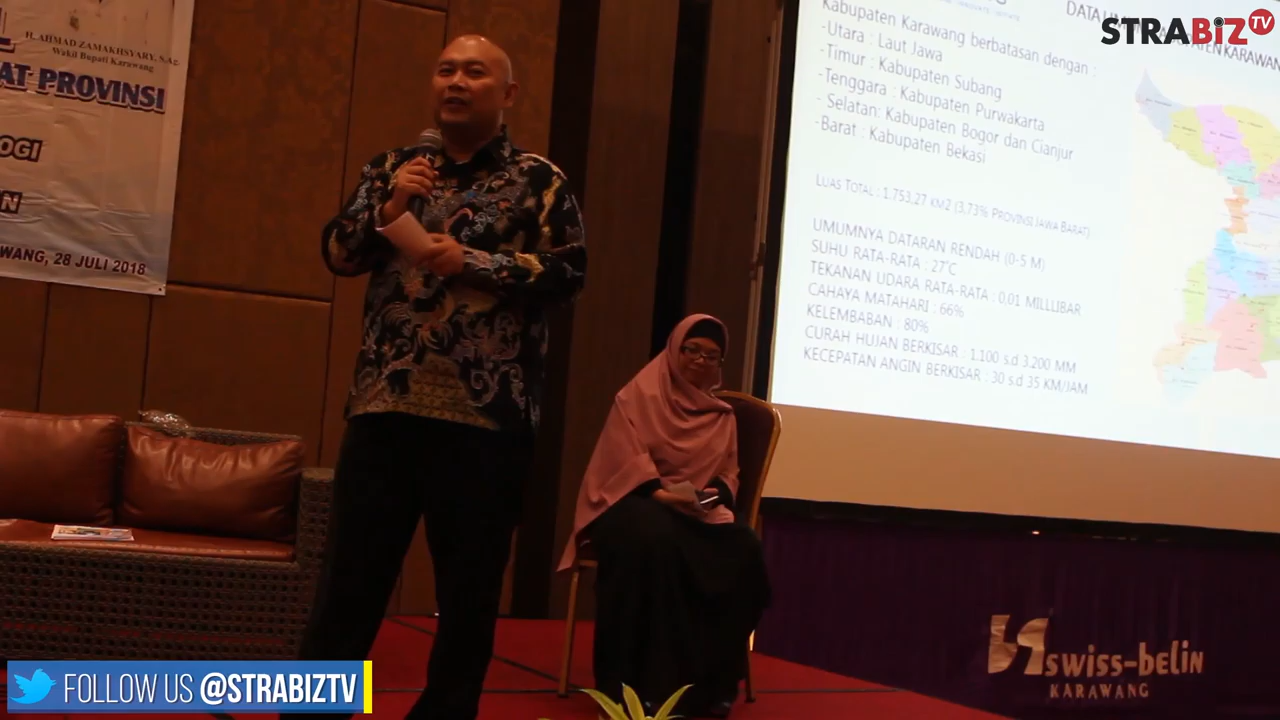 H. AHMAD ZAMAKHSYARY, S.Ag.
Wakil Bupati Karawang
AT PROVINSI
OGI
N
WANG, 28 JULI 2018
Kabupaten Karawang berbatasan dengan :
-Utara : Laut Jawa
-Timur : Kabupaten Subang
-Tenggara : Kabupaten Purwakarta
- Selatan: Kabupaten Bogor dan Cianjur
-Barat : Kabupaten Bekasi
LUAS TOTAL : 1.753,27 KM2 (3,73% PROVINSI JAWA BARAT)
UMUMNYA DATARAN RENDAH (0-5 M)
SUHU RATA-RATA : 27°C
TEKANAN UDARA RATA-RATA : 0,01 MILLLIBAR
CAHAYA MATAHARI : 66%
KELEMBABAN : 80%
CURAH HUJAN BERKISAR : 1.100 s.d 3.200 MM
KECEPATAN ANGIN BERKISAR : 30 s.d 35 KM/JAM
STRABIZ TV
swiss-belin
KARAWANG
FOLLOW US @STRABIZTV